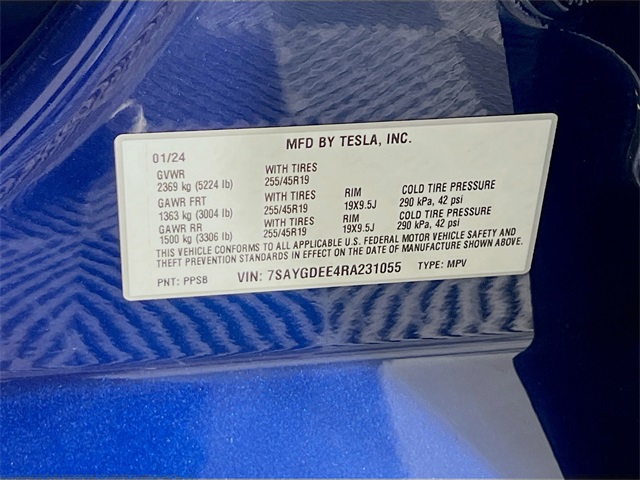 MFD BY TESLA, INC.
01/24
GVWR WITH TIRES
2369 kg (5224 lb) 255/45R19
GAWR FRT WITH TIRES RIM COLD TIRE PRESSURE
1363 kg (3004 lb) 255/45R19 19X9.5J 290 kPa, 42 psi
GAWR RR WITH TIRES RIM COLD TIRE PRESSURE
1500 kg (3306 lb) 255/45R19 19X9.5J 290 kPa, 42 psi
THIS VEHICLE CONFORMS TO ALL APPLICABLE U.S. FEDERAL MOTOR VEHICLE SAFETY AND
THEFT PREVENTION STANDARDS IN EFFECT ON THE DATE OF MANUFACTURE SHOWN ABOVE.
PNT: PPSB VIN: 7SAYGDEE4RA231055 TYPE: MPV